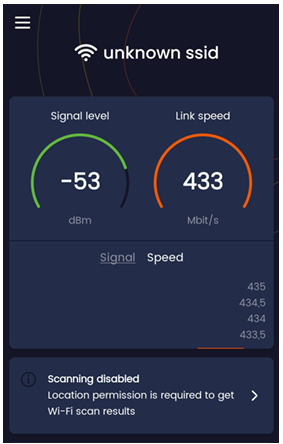 unknown ssid
Signal level
Link speed
-53
433
dBm
Mbit/s
Signal Speed
435
434,5
434
433,5
Scanning disabled
Location permission is required to get
Wi-Fi scan results